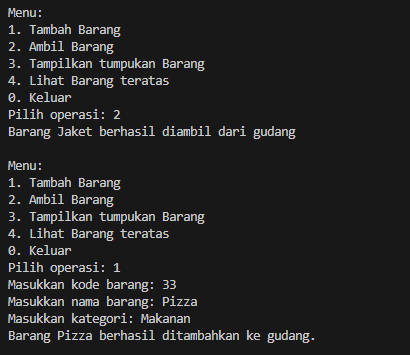 Menu:
1. Tambah Barang
2. Ambil Barang
3. Tampilkan tumpukan Barang
4. Lihat Barang teratas
0. Keluar
Pilih operasi: 2
Barang Jaket berhasil diambil dari gudang

Menu:
1. Tambah Barang
2. Ambil Barang
3. Tampilkan tumpukan Barang
4. Lihat Barang teratas
0. Keluar
Pilih operasi: 1
Masukkan kode barang: 33
Masukkan nama barang: Pizza
Masukkan kategori: Makanan
Barang Pizza berhasil ditambahkan ke gudang.